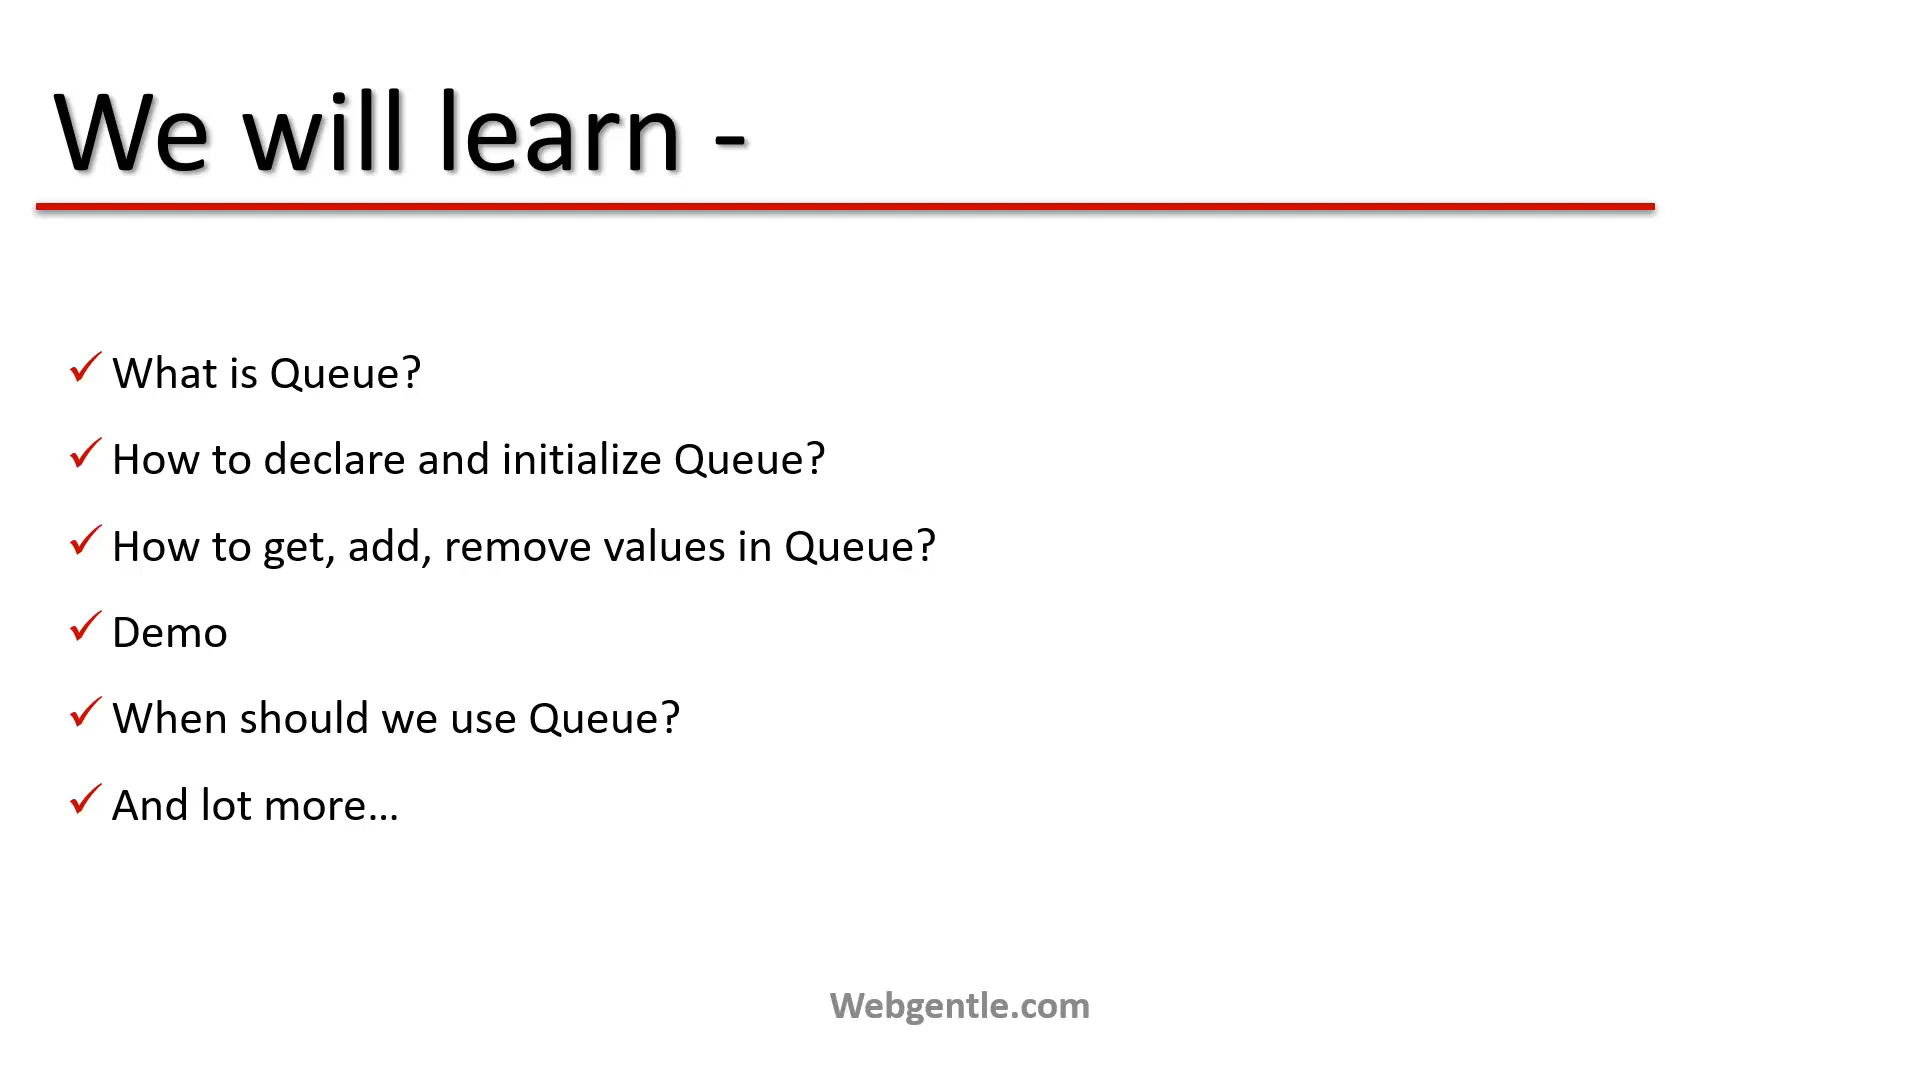 We will learn -
✓ What is Queue?
✓ How to declare and initialize Queue?
✓ How to get, add, remove values in Queue?
✓ Demo
✓ When should we use Queue?
✓ And lot more...
Webgentle.com